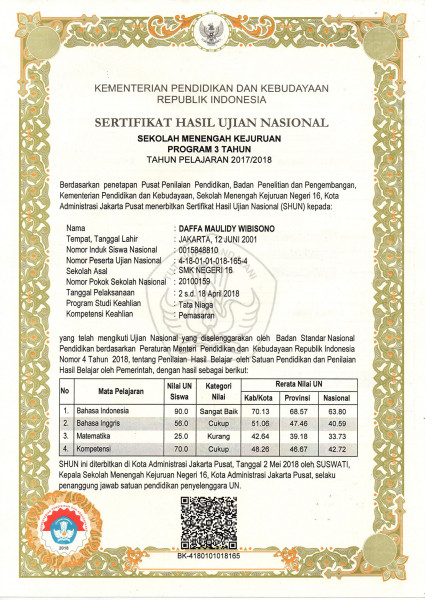 KEMENTERIAN PENDIDIKAN DAN KEBUDAYAAN
REPUBLIK INDONESIA
SERTIFIKAT HASIL UJIAN NASIONAL
SEKOLAH MENENGAH KEJURUAN
PROGRAM 3 TAHUN
TAHUN PELAJARAN 2017/2018
Berdasarkan penetapan Pusat Penilaian Pendidikan, Badan Penelitian dan Pengembangan,
Kementerian Pendidikan dan Kebudayaan, Sekolah Menengah Kejuruan Negeri 16, Kota
Administrasi Jakarta Pusat menerbitkan Sertifikat Hasil Ujian Nasional (SHUN) kepada:
Nama : DAFFA MAULIDY WIBISONO
Tempat, Tanggal Lahir : JAKARTA, 12 JUNI 2001
Nomor Induk Siswa Nasional : 0015848810
Nomor Peserta Ujian Nasional : 4-18-01-01-018-165-4
Sekolah Asal : SMK NEGERI 16
Nomor Pokok Sekolah Nasional : 20100159
Tanggal Pelaksanaan : 2 s.d. 18 April 2018
Program Studi Keahlian : Tata Niaga
Kompetensi Keahlian : Pemasaran
yang telah mengikuti Ujian Nasional yang diselenggarakan oleh Badan Standar Nasional
Pendidikan berdasarkan Peraturan Menteri Pendidikan dan Kebudayaan Republik Indonesia
Nomor 4 Tahun 2018, tentang Penilaian Hasil Belajar oleh Satuan Pendidikan dan Penilaian
Hasil Belajar oleh Pemerintah, dengan hasil sebagai berikut:
No Mata Pelajaran Nilai UN Siswa Kategori Nilai Rerata Nilai UN
Kab/Kota Provinsi Nasional
1. Bahasa Indonesia 90.0 Sangat Baik 70.13 68.57 63.80
2. Bahasa Inggris 56.0 Cukup 51.06 47.46 40.59
3. Matematika 25.0 Kurang 42.64 39.18 33.73
4. Kompetensi 70.0 Cukup 48.26 46.67 42.72
SHUN ini diterbitkan di Kota Administrasi Jakarta Pusat, Tanggal 2 Mei 2018 oleh SUSWATI,
Kepala Sekolah Menengah Kejuruan Negeri 16, Kota Administrasi Jakarta Pusat, selaku
penanggung jawab satuan pendidikan penyelenggara UN.
2018
BK-4180101018165